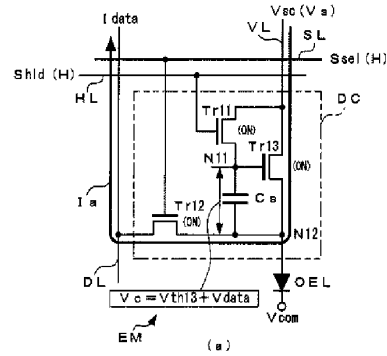 Idata
Vsc(Vs)
VL
SL
Ssel (H)
Shld (H)
HL
DC
Tr11
(ON)
Tr13
(ON)
N11
Ia
Tr12
(ON)
Cs
N12
DL
OEL
Vc=Vth13+Vdata
Vcom
EM
(a)